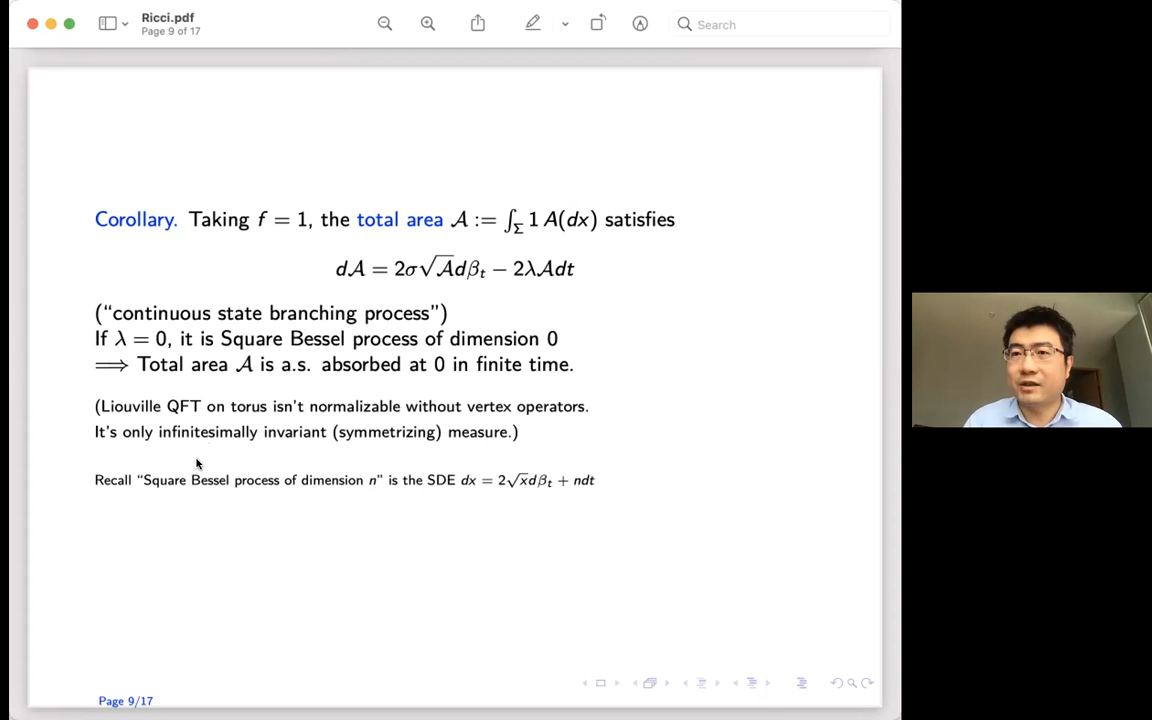 Ricci.pdf
Page 9 of 17
Search
Corollary. Taking f = 1, the total area 𝒜 := ∫_Σ 1 A(dx) satisfies
d𝒜 = 2σ√𝒜dβ_t − 2λ𝒜dt
(“continuous state branching process”)
If λ = 0, it is Square Bessel process of dimension 0
⟹ Total area 𝒜 is a.s. absorbed at 0 in finite time.
(Liouville QFT on torus isn't normalizable without vertex operators.
It's only infinitesimally invariant (symmetrizing) measure.)
Recall “Square Bessel process of dimension n” is the SDE dx = 2√xdβ_t + ndt
Page 9/17